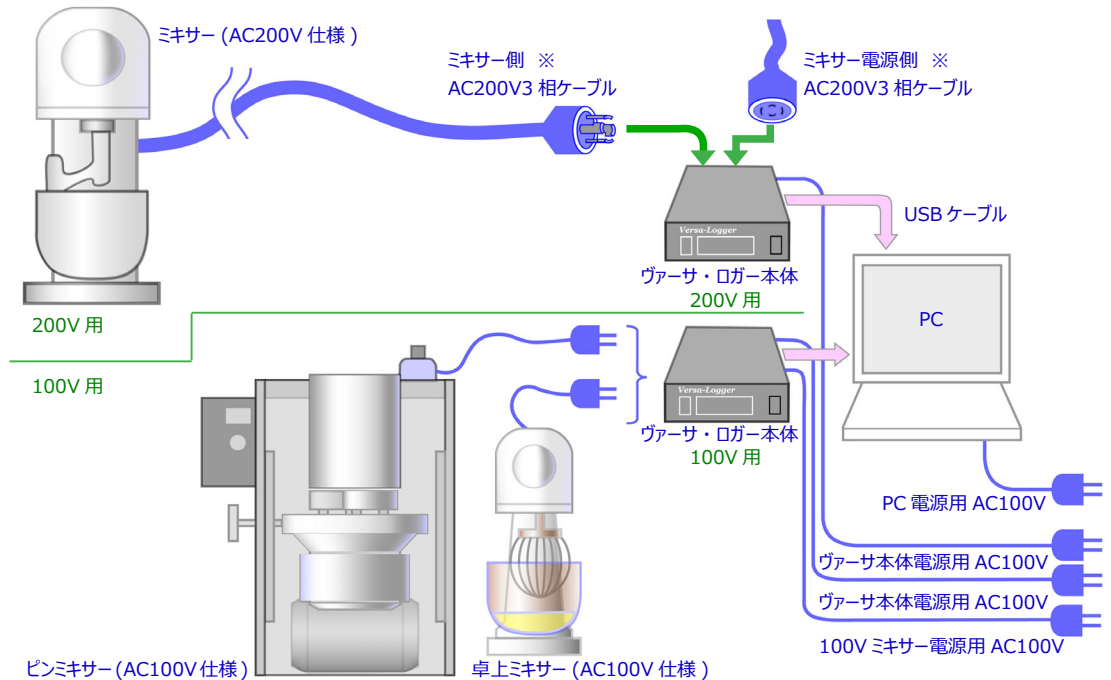 ミキサー (AC200V 仕様 )
ミキサー側 ※
AC200V3 相ケーブル
ミキサー電源側 ※
AC200V3 相ケーブル
USB ケーブル
Versa-Logger
ヴァーサ・ロガー本体
200V 用
200V 用
PC
100V 用
Versa-Logger
ヴァーサ・ロガー本体
100V 用
PC 電源用 AC100V
ヴァーサ本体電源用 AC100V
ヴァーサ本体電源用 AC100V
100V ミキサー電源用 AC100V
ピンミキサー (AC100V 仕様 )
卓上ミキサー (AC100V 仕様 )